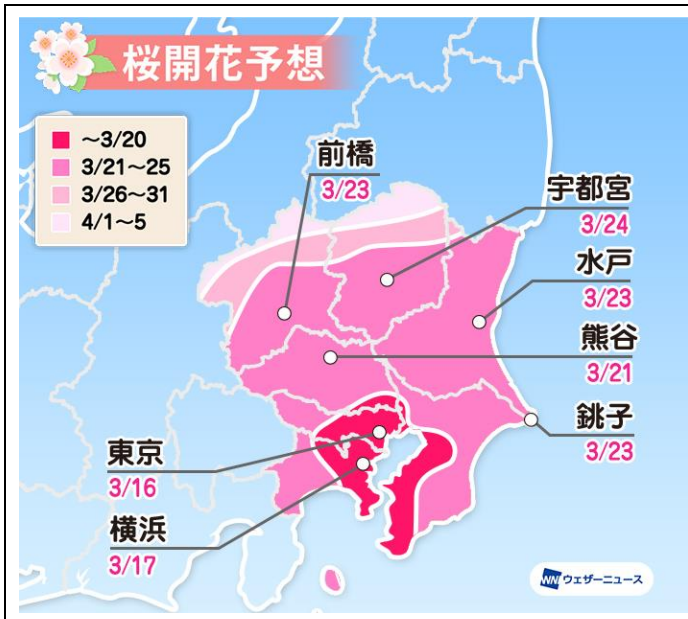 桜開花予想
~3/20
3/21~25
3/26~31
4/1~5
前橋
3/23
宇都宮
3/24
水戸
3/23
熊谷
3/21
銚子
3/23
東京
3/16
横浜
3/17
WN ウェザーニュース